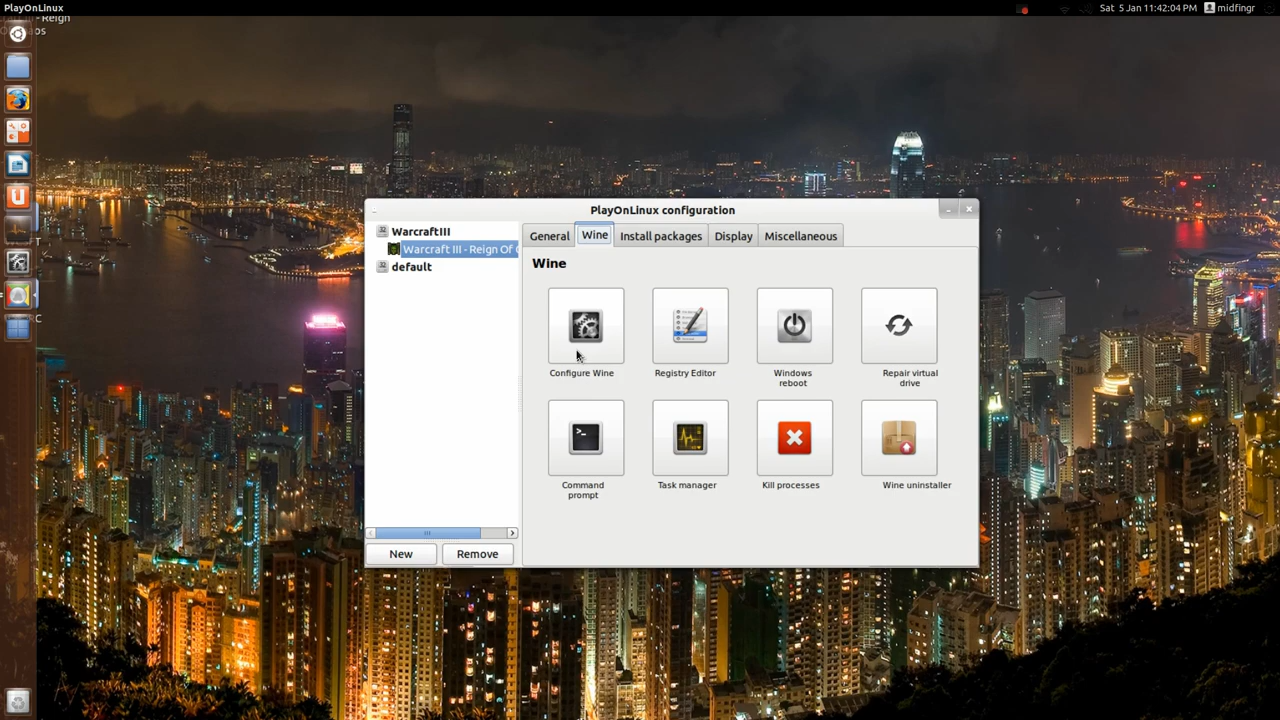 PlayOnLinux
Sat 5 Jan 11:42:04 PM
midfingr
Reign
PlayOnLinux configuration
WarcraftIII
Warcraft III - Reign Of
default
New
Remove
General
Wine
Install packages
Display
Miscellaneous
Wine
Configure Wine
Registry Editor
Windows
reboot
Repair virtual
drive
Command
prompt
Task manager
Kill processes
Wine uninstaller